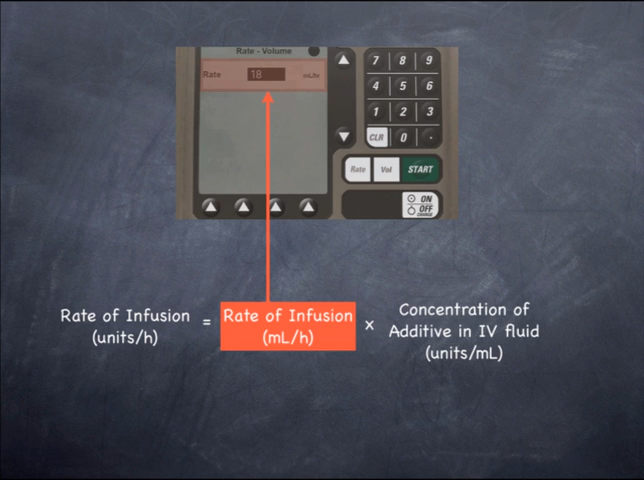 Rate - Volume
Rate 18 mL/hr
7 8 9
4 5 6
1 2 3
CLR 0 .
Rate Vol START
ON
OFF
CHARGE
Rate of Infusion
(units/h)
=
Rate of Infusion
(mL/h)
x
Concentration of
Additive in IV fluid
(units/mL)